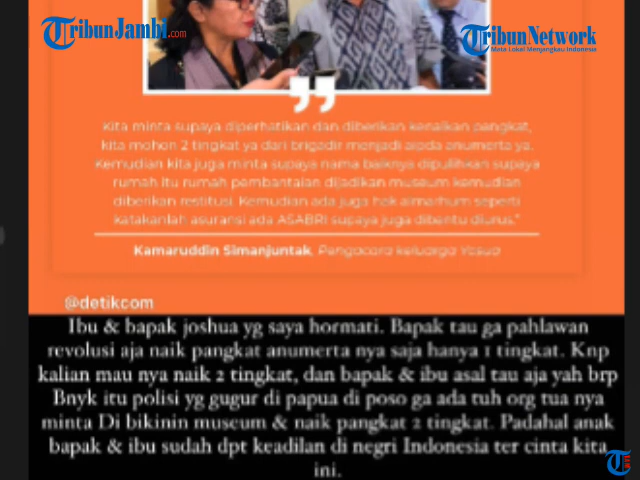 TribunJambi.com
TribunNetwork
Mata Lokal Menjangkau Indonesia
Kita minta supaya diperhatikan dan diberikan kenaikan pangkat,
kita mohon 2 tingkat ya dari brigadir menjadi aipda anumerta ya.
Kemudian kita juga minta supaya nama baiknya dipulihkan supaya
rumah itu rumah pembantaian dijadikan museum kemudian
diberikan restitusi. Kemudian ada juga hak almarhum seperti
katakanlah asuransi ada ASABRI supaya juga dibantu diurus."
Kamaruddin Simanjuntak, Pengacara keluarga Yosua
@detikcom
Ibu & bapak joshua yg saya hormati. Bapak tau ga pahlawan
revolusi aja naik pangkat anumerta nya saja hanya 1 tingkat. Knp
kalian mau nya naik 2 tingkat, dan bapak & ibu asal tau aja yah brp
Bnyk itu polisi yg gugur di papua di poso ga ada tuh org tua nya
minta Di bikinin museum & naik pangkat 2 tingkat. Padahal anak
bapak & ibu sudah dpt keadilan di negri Indonesia ter cinta kita
ini.